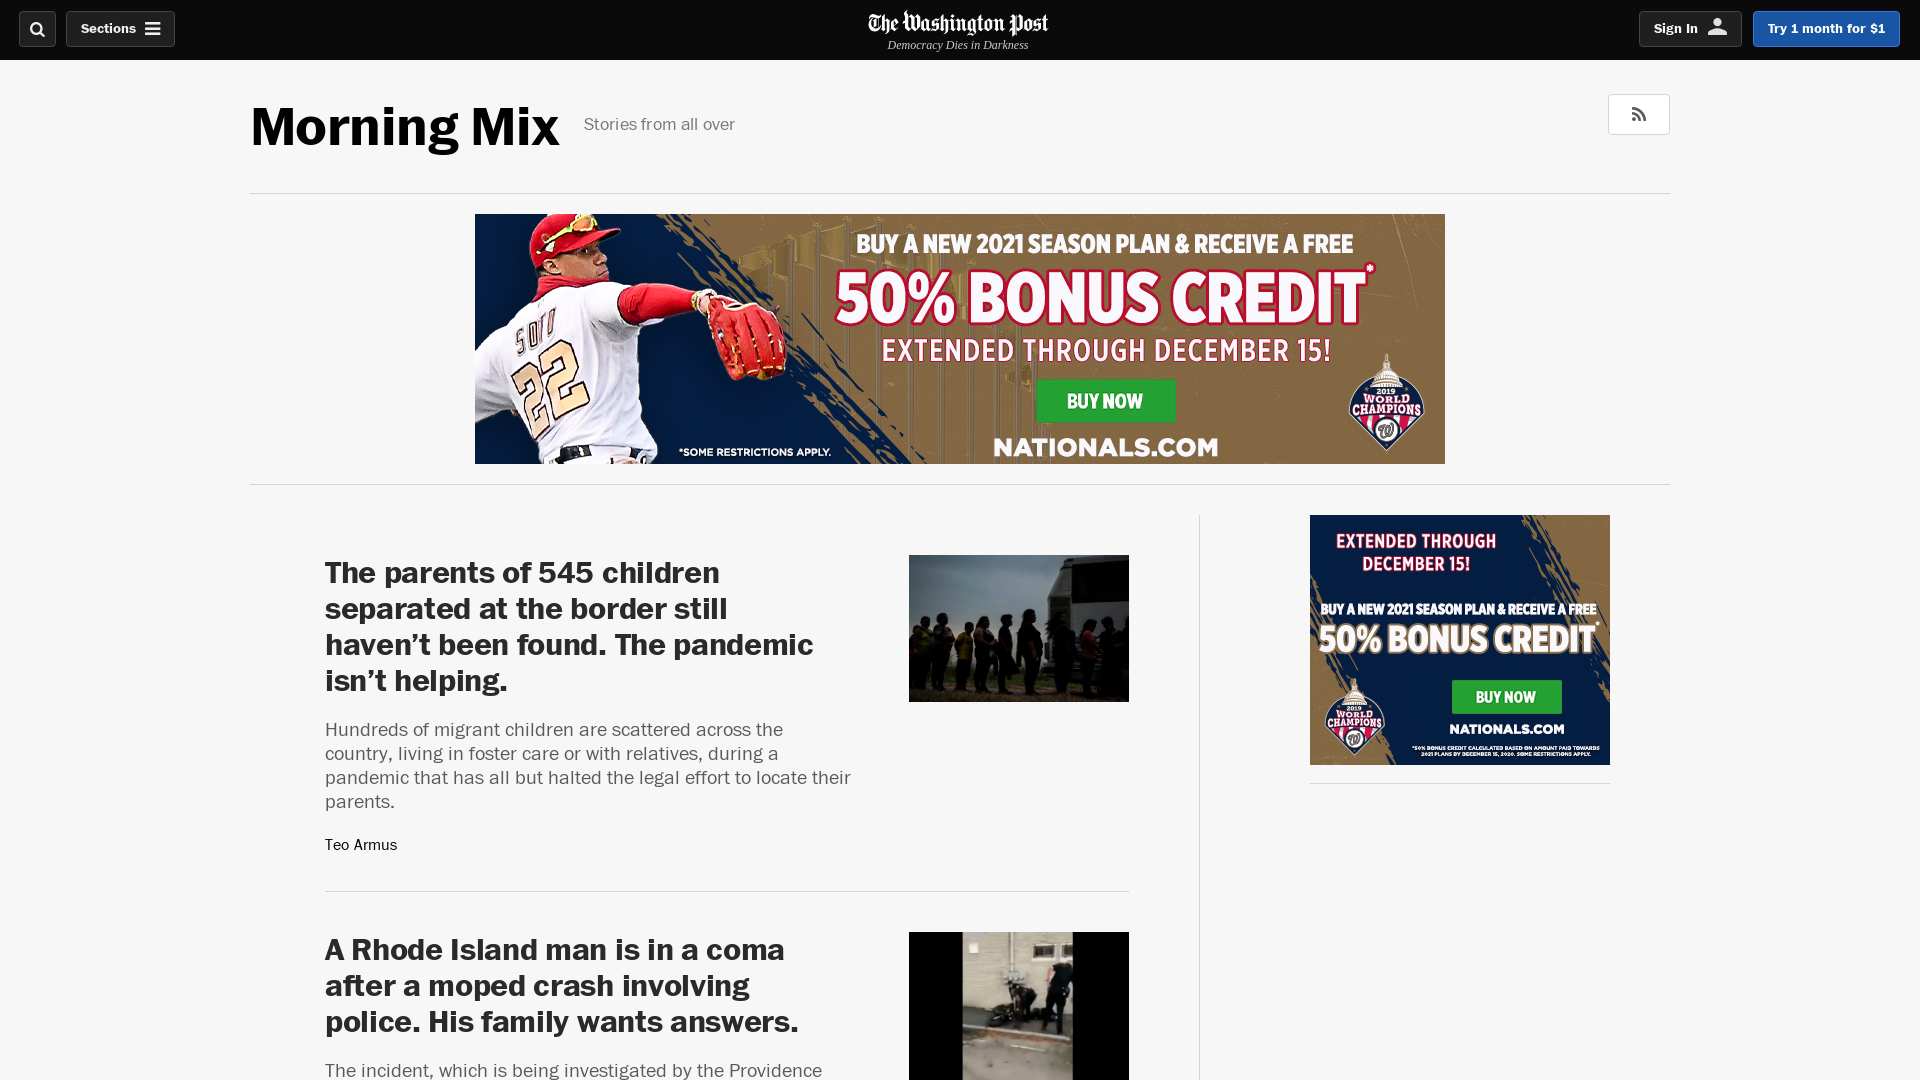 Sections
The Washington Post
Democracy Dies in Darkness
Sign In
Try 1 month for $1
Morning Mix
Stories from all over
BUY A NEW 2021 SEASON PLAN & RECEIVE A FREE
50% BONUS CREDIT*
EXTENDED THROUGH DECEMBER 15!
BUY NOW
NATIONALS.COM
*SOME RESTRICTIONS APPLY.
SOTO
22
2019
WORLD
CHAMPIONS
W
The parents of 545 children
separated at the border still
haven’t been found. The pandemic
isn’t helping.
Hundreds of migrant children are scattered across the
country, living in foster care or with relatives, during a
pandemic that has all but halted the legal effort to locate their
parents.
Teo Armus
A Rhode Island man is in a coma
after a moped crash involving
police. His family wants answers.
The incident, which is being investigated by the Providence
EXTENDED THROUGH
DECEMBER 15!
BUY A NEW 2021 SEASON PLAN & RECEIVE A FREE
50% BONUS CREDIT*
BUY NOW
NATIONALS.COM
2019
WORLD
CHAMPIONS
W
*50% BONUS CREDIT CALCULATED BASED ON AMOUNT PAID TOWARDS
2021 PLANS BY DECEMBER 15, 2020. SOME RESTRICTIONS APPLY.